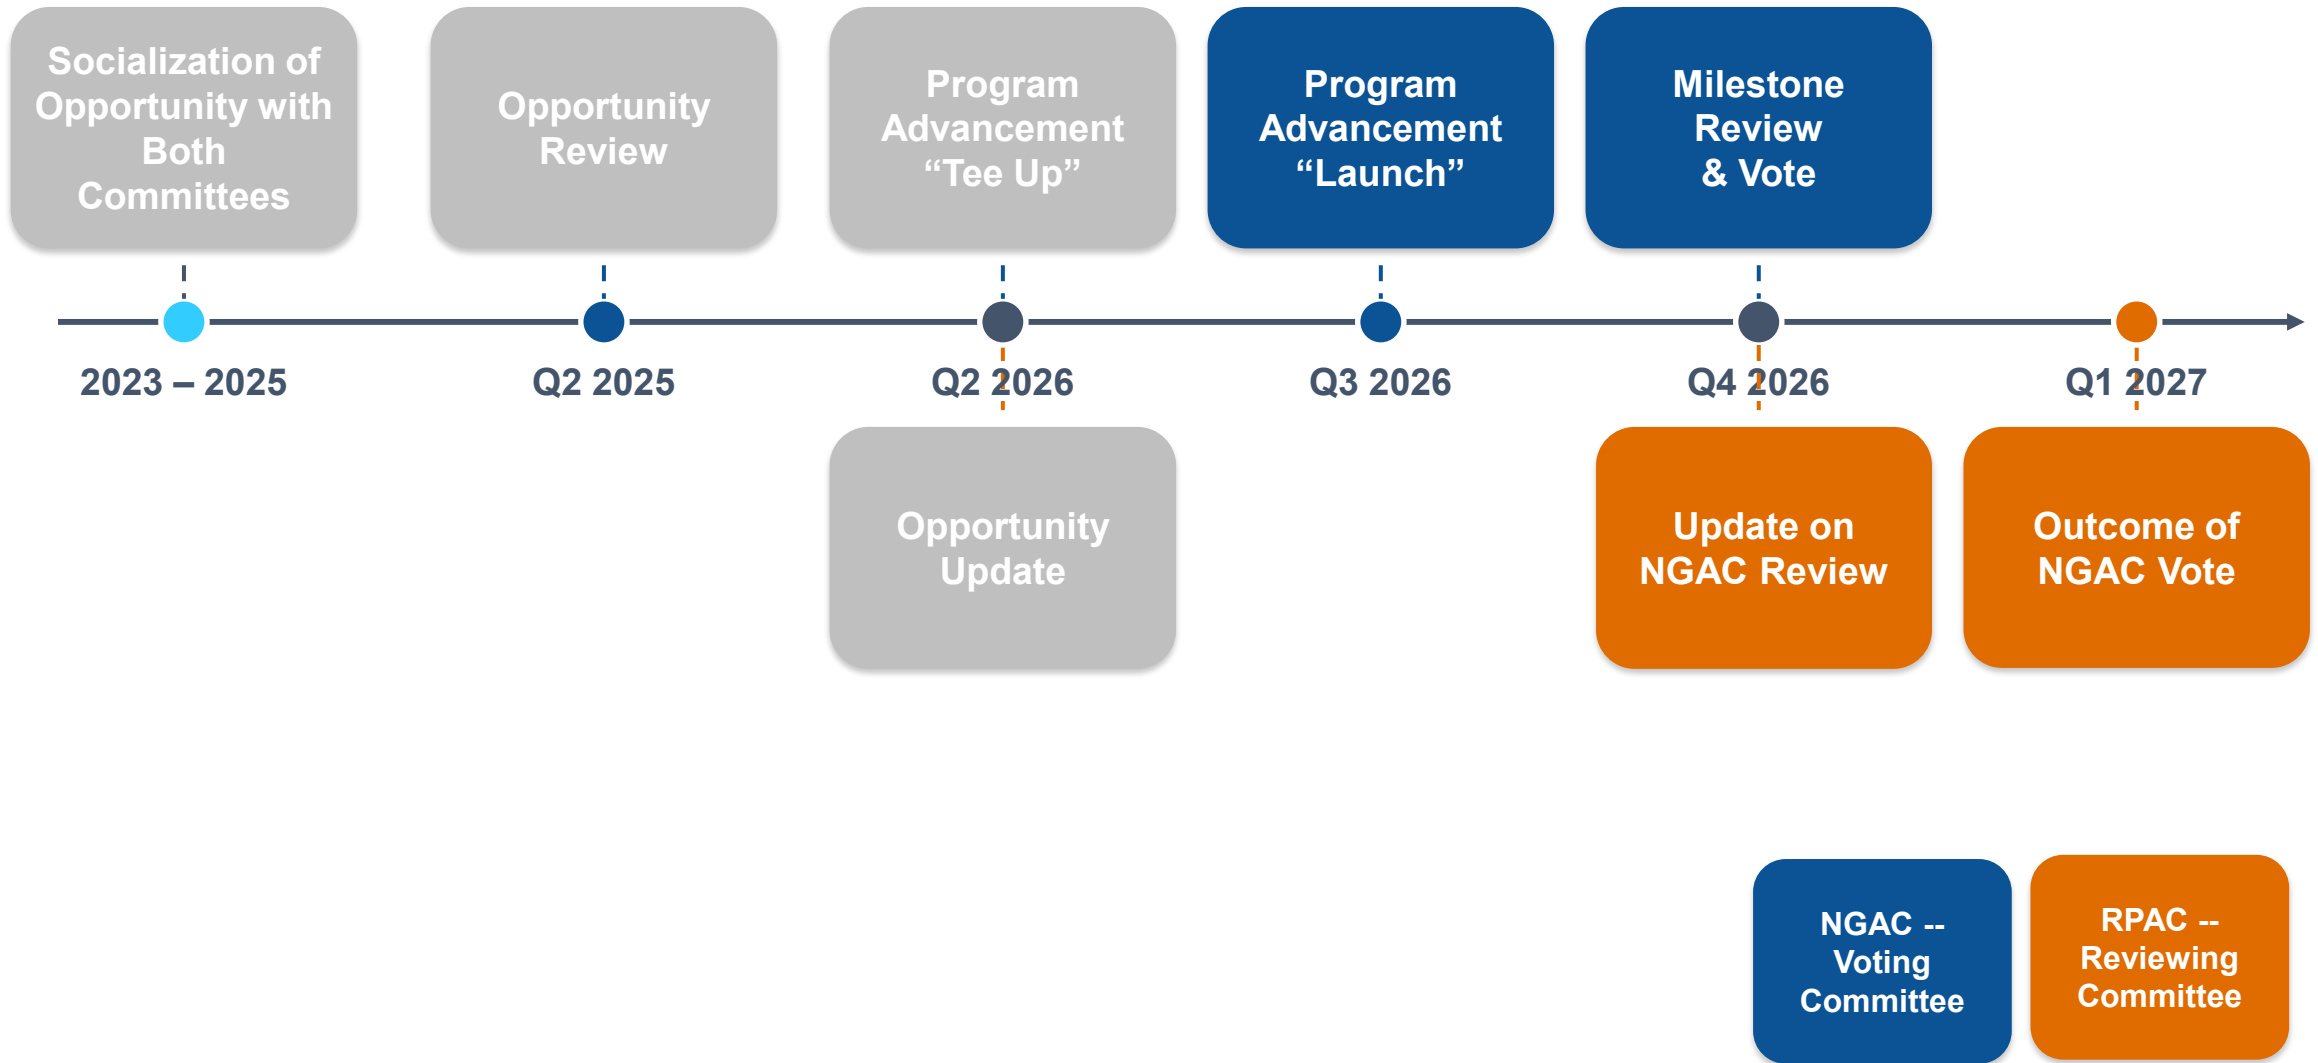 Socialization of
Opportunity with
Both
Committees
Opportunity
Review
Program
Advancement
“Tee Up”
Program
Advancement
“Launch”
Milestone
Review
& Vote
2023 – 2025
Q2 2025
Q2 2026
Q3 2026
Q4 2026
Q1 2027
Opportunity
Update
Update on
NGAC Review
Outcome of
NGAC Vote
NGAC --
Voting
Committee
RPAC --
Reviewing
Committee